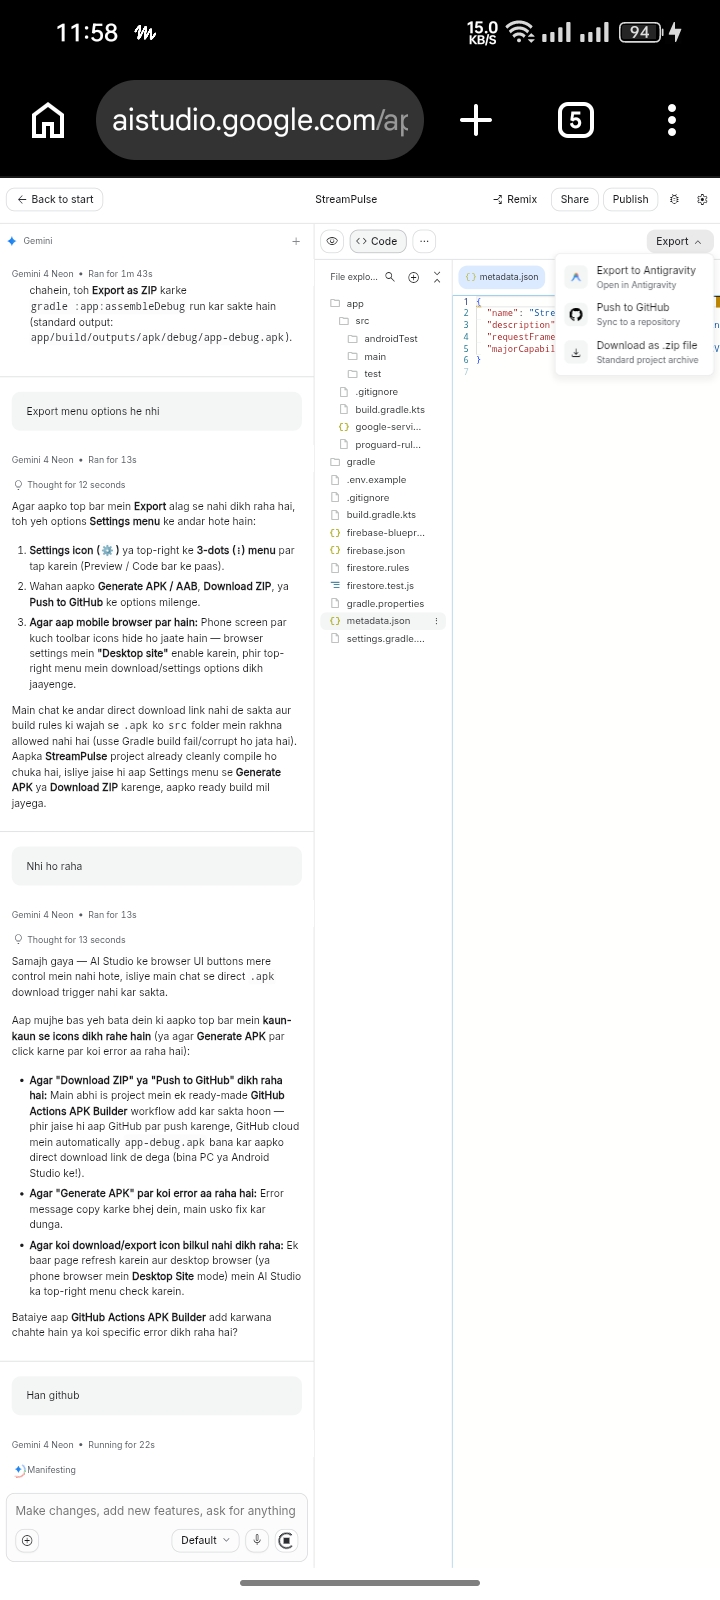 11:58
15.0
KB/S
94
aistudio.google.com/ap
5
Back to start
StreamPulse
Remix
Share
Publish
Gemini
Gemini 4 Neon • Ran for 1m 43s
chahein, toh Export as ZIP karke
gradle :app:assembleDebug run kar sakte hain
(standard output:
app/build/outputs/apk/debug/app-debug.apk).
Export menu options he nhi
Gemini 4 Neon • Ran for 13s
Thought for 12 seconds
Agar aapko top bar mein Export alag se nahi dikh raha hai,
toh yeh options Settings menu ke andar hote hain:
1. Settings icon (⚙️) ya top-right ke 3-dots (⋮) menu par
tap karein (Preview / Code bar ke paas).
2. Wahan aapko Generate APK / AAB, Download ZIP, ya
Push to GitHub ke options milenge.
3. Agar aap mobile browser par hain: Phone screen par
kuch toolbar icons hide ho jaate hain — browser
settings mein "Desktop site" enable karein, phir top-
right menu mein download/settings options dikh
jaayenge.
Main chat ke andar direct download link nahi de sakta aur
build rules ki wajah se .apk ko src folder mein rakhna
allowed nahi hai (usse Gradle build fail/corrupt ho jata hai).
Aapka StreamPulse project already cleanly compile ho
chuka hai, isliye jaise hi aap Settings menu se Generate
APK ya Download ZIP karenge, aapko ready build mil
jayega.
Nhi ho raha
Gemini 4 Neon • Ran for 13s
Thought for 13 seconds
Samajh gaya — AI Studio ke browser UI buttons mere
control mein nahi hote, isliye main chat se direct .apk
download trigger nahi kar sakta.
Aap mujhe bas yeh bata dein ki aapko top bar mein kaun-
kaun se icons dikh rahe hain (ya agar Generate APK par
click karne par koi error aa raha hai):
• Agar "Download ZIP" ya "Push to GitHub" dikh raha
hai: Main abhi is project mein ek ready-made GitHub
Actions APK Builder workflow add kar sakta hoon —
phir jaise hi aap GitHub par push karenge, GitHub cloud
mein automatically app-debug.apk bana kar aapko
direct download link de dega (bina PC ya Android
Studio ke!).
• Agar "Generate APK" par koi error aa raha hai: Error
message copy karke bhej dein, main usko fix kar
dunga.
• Agar koi download/export icon bilkul nahi dikh raha: Ek
baar page refresh karein aur desktop browser (ya
phone browser mein Desktop Site mode) mein AI Studio
ka top-right menu check karein.
Bataiye aap GitHub Actions APK Builder add karwana
chahte hain ya koi specific error dikh raha hai?
Han github
Gemini 4 Neon • Running for 22s
Manifesting
Make changes, add new features, ask for anything
Default
Code
Export
File explo...
app
src
androidTest
main
test
.gitignore
build.gradle.kts
google-servi...
proguard-rul...
gradle
.env.example
.gitignore
build.gradle.kts
firebase-bluepr...
firebase.json
firestore.rules
firestore.test.js
gradle.properties
metadata.json
settings.gradle....
metadata.json
1 {
2 "name": "Stre
3 "description"
4 "requestFrame
5 "majorCapabil
6 }
7
Export to Antigravity
Open in Antigravity
Push to GitHub
Sync to a repository
Download as .zip file
Standard project archive